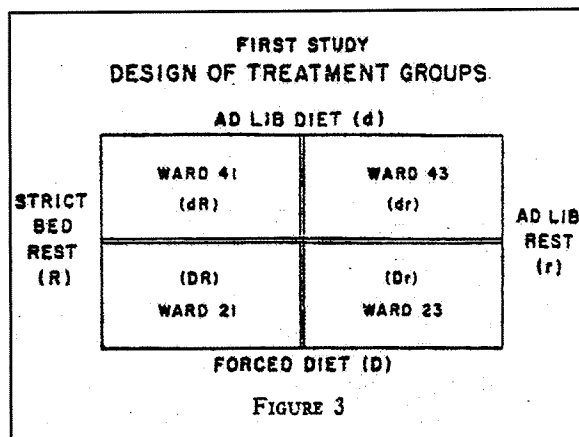 FIRST STUDY
DESIGN OF TREATMENT GROUPS
AD LIB DIET (d)
STRICT
BED
REST
(R)
WARD 41
(dR)
WARD 43
(dr)
AD LIB
REST
(r)
(DR)
WARD 21
(Dr)
WARD 23
FORCED DIET (D)
FIGURE 3